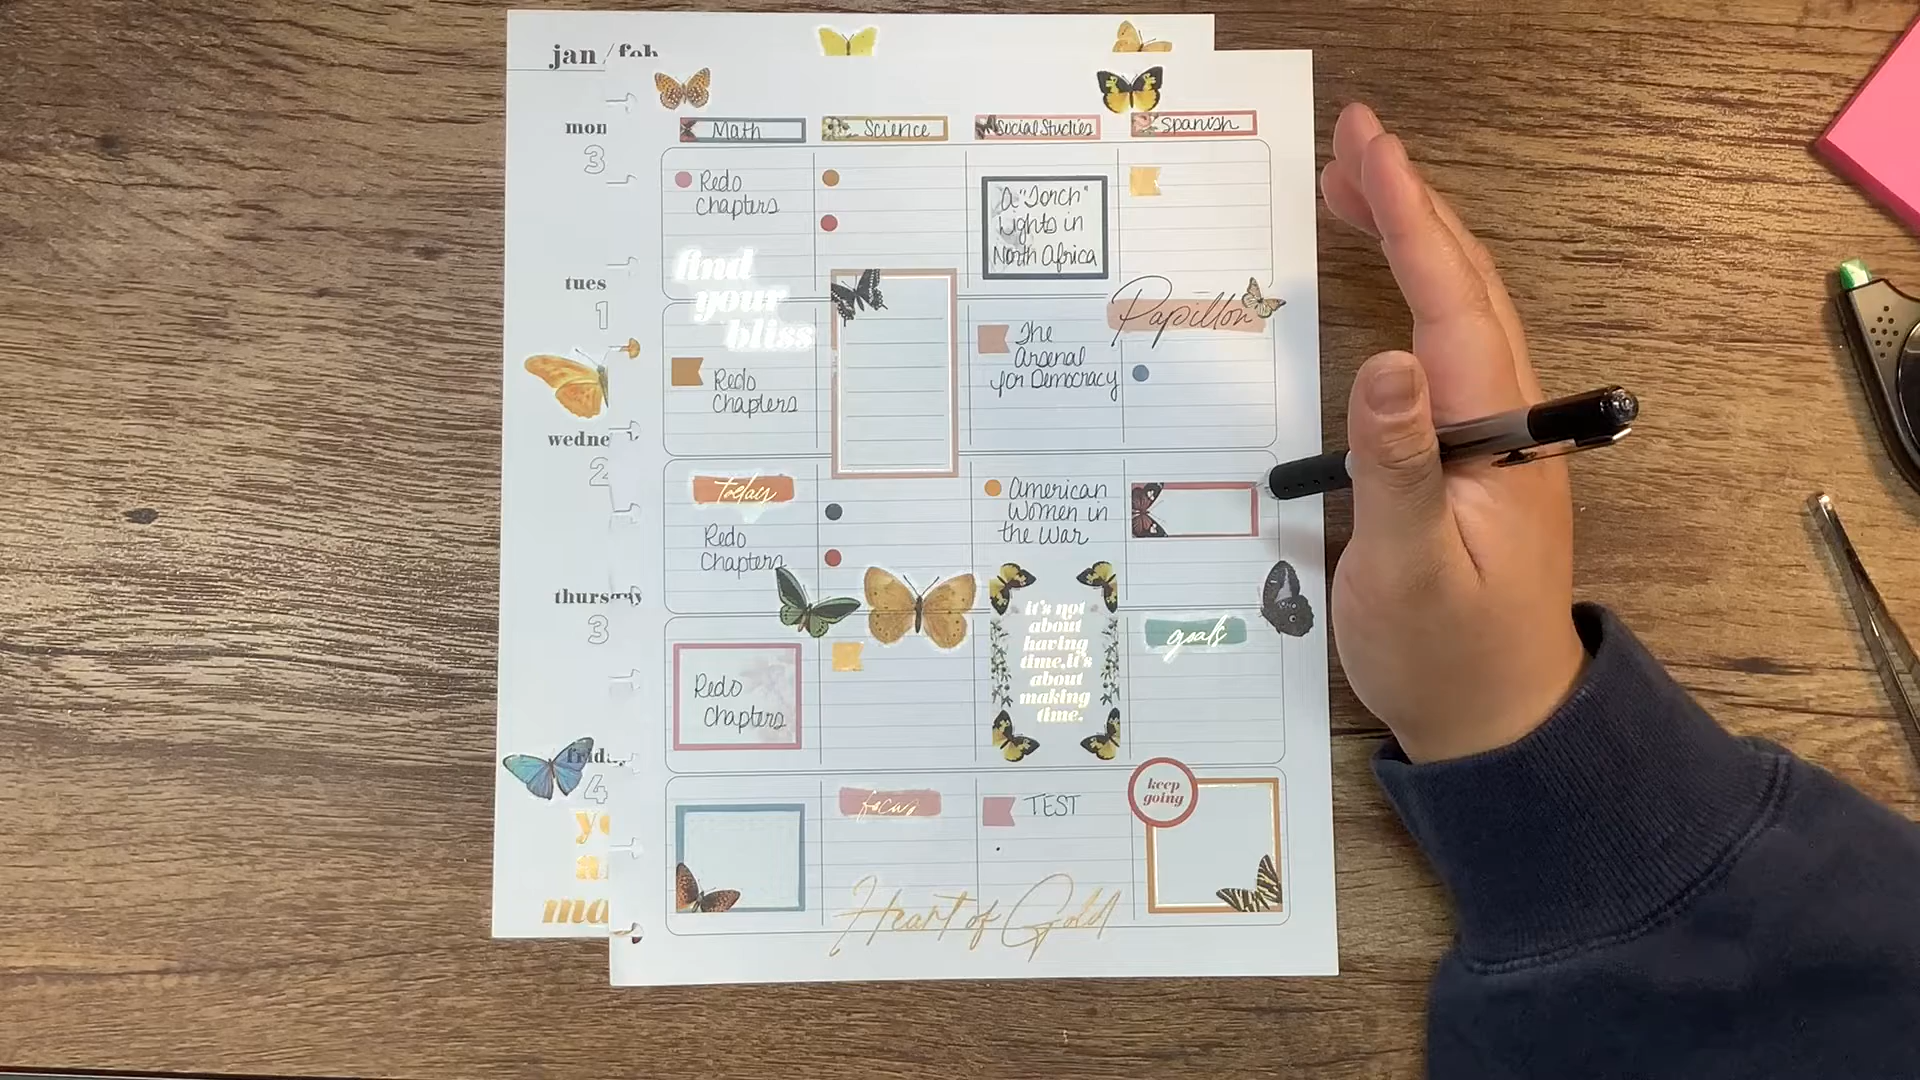 jan / feb
Math
Science
Social Studies
Spanish
mon
3
Redo
Chapters
A "Torch"
Lights in
North Africa
find
your
bliss
Papillon
tues
1
Redo
Chapters
The
Arsenal
for Democracy
wedne
2
today
Redo
Chapters
American
Women in
the War
thursday
3
Redo
Chapters
it's not
about
having
time, it's
about
making
time.
goals
frida
4
focus
TEST
keep
going
Heart of Gold